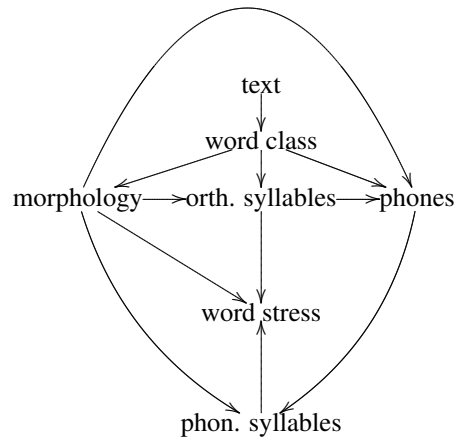 text
word class
morphology orth. syllables phones
word stress
phon. syllables